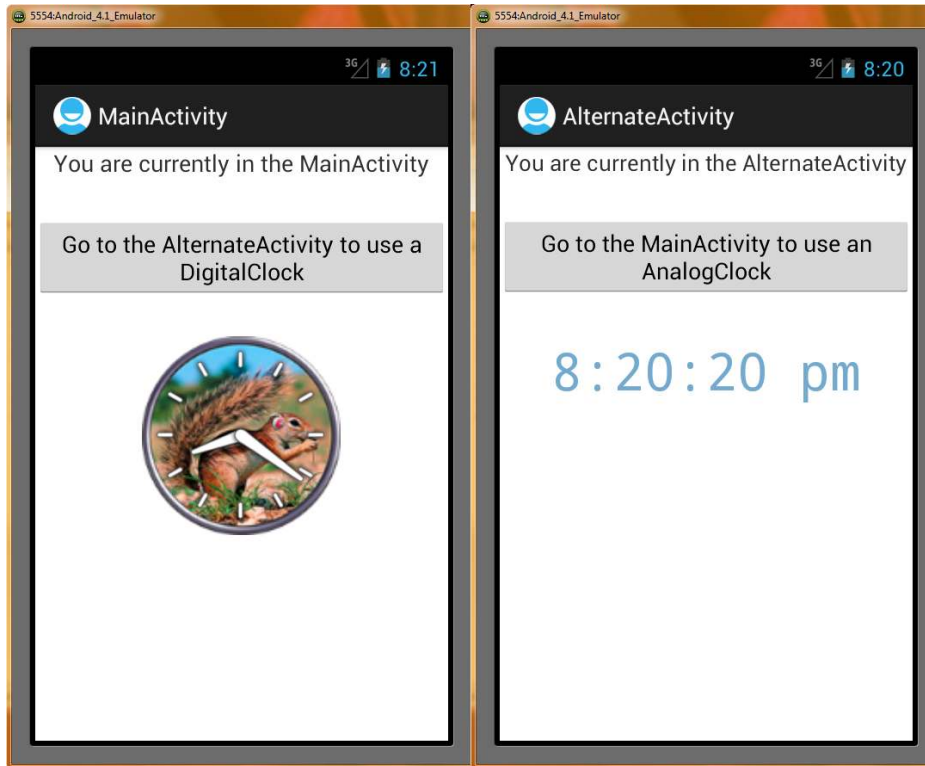 5554:Android_4.1_Emulator
3G 8:21
MainActivity
You are currently in the MainActivity
Go to the AlternateActivity to use a
DigitalClock
5554:Android_4.1_Emulator
3G 8:20
AlternateActivity
You are currently in the AlternateActivity
Go to the MainActivity to use an
AnalogClock
8:20:20 pm